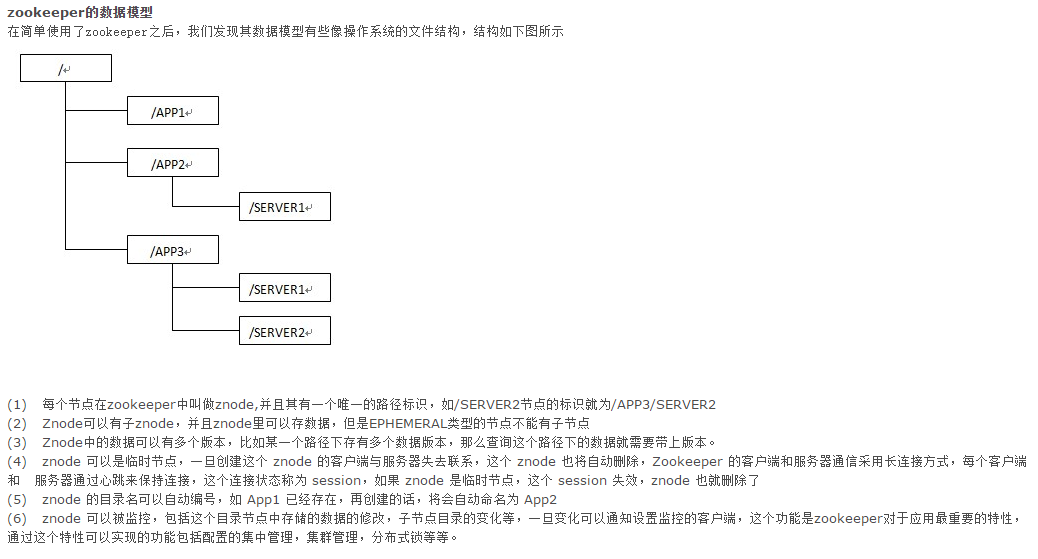 zookeeper的数据模型
在简单使用了zookeeper之后，我们发现其数据模型有些像操作系统的文件结构，结构如下图所示
/↵
/APP1↵
/APP2↵
/SERVER1↵
/APP3↵
/SERVER1↵
/SERVER2↵
(1) 每个节点在zookeeper中叫做znode,并且其有一个唯一的路径标识，如/SERVER2节点的标识就为/APP3/SERVER2
(2) Znode可以有子znode，并且znode里可以存数据，但是EPHEMERAL类型的节点不能有子节点
(3) Znode中的数据可以有多个版本，比如某一个路径下存有多个数据版本，那么查询这个路径下的数据就需要带上版本。
(4) znode 可以是临时节点，一旦创建这个 znode 的客户端与服务器失去联系，这个 znode 也将自动删除，Zookeeper 的客户端和服务器通信采用长连接方式，每个客户端
和 服务器通过心跳来保持连接，这个连接状态称为 session，如果 znode 是临时节点，这个 session 失效，znode 也就删除了
(5) znode 的目录名可以自动编号，如 App1 已经存在，再创建的话，将会自动命名为 App2
(6) znode 可以被监控，包括这个目录节点中存储的数据的修改，子节点目录的变化等，一旦变化可以通知设置监控的客户端，这个功能是zookeeper对于应用最重要的特性，
通过这个特性可以实现的功能包括配置的集中管理，集群管理，分布式锁等等。